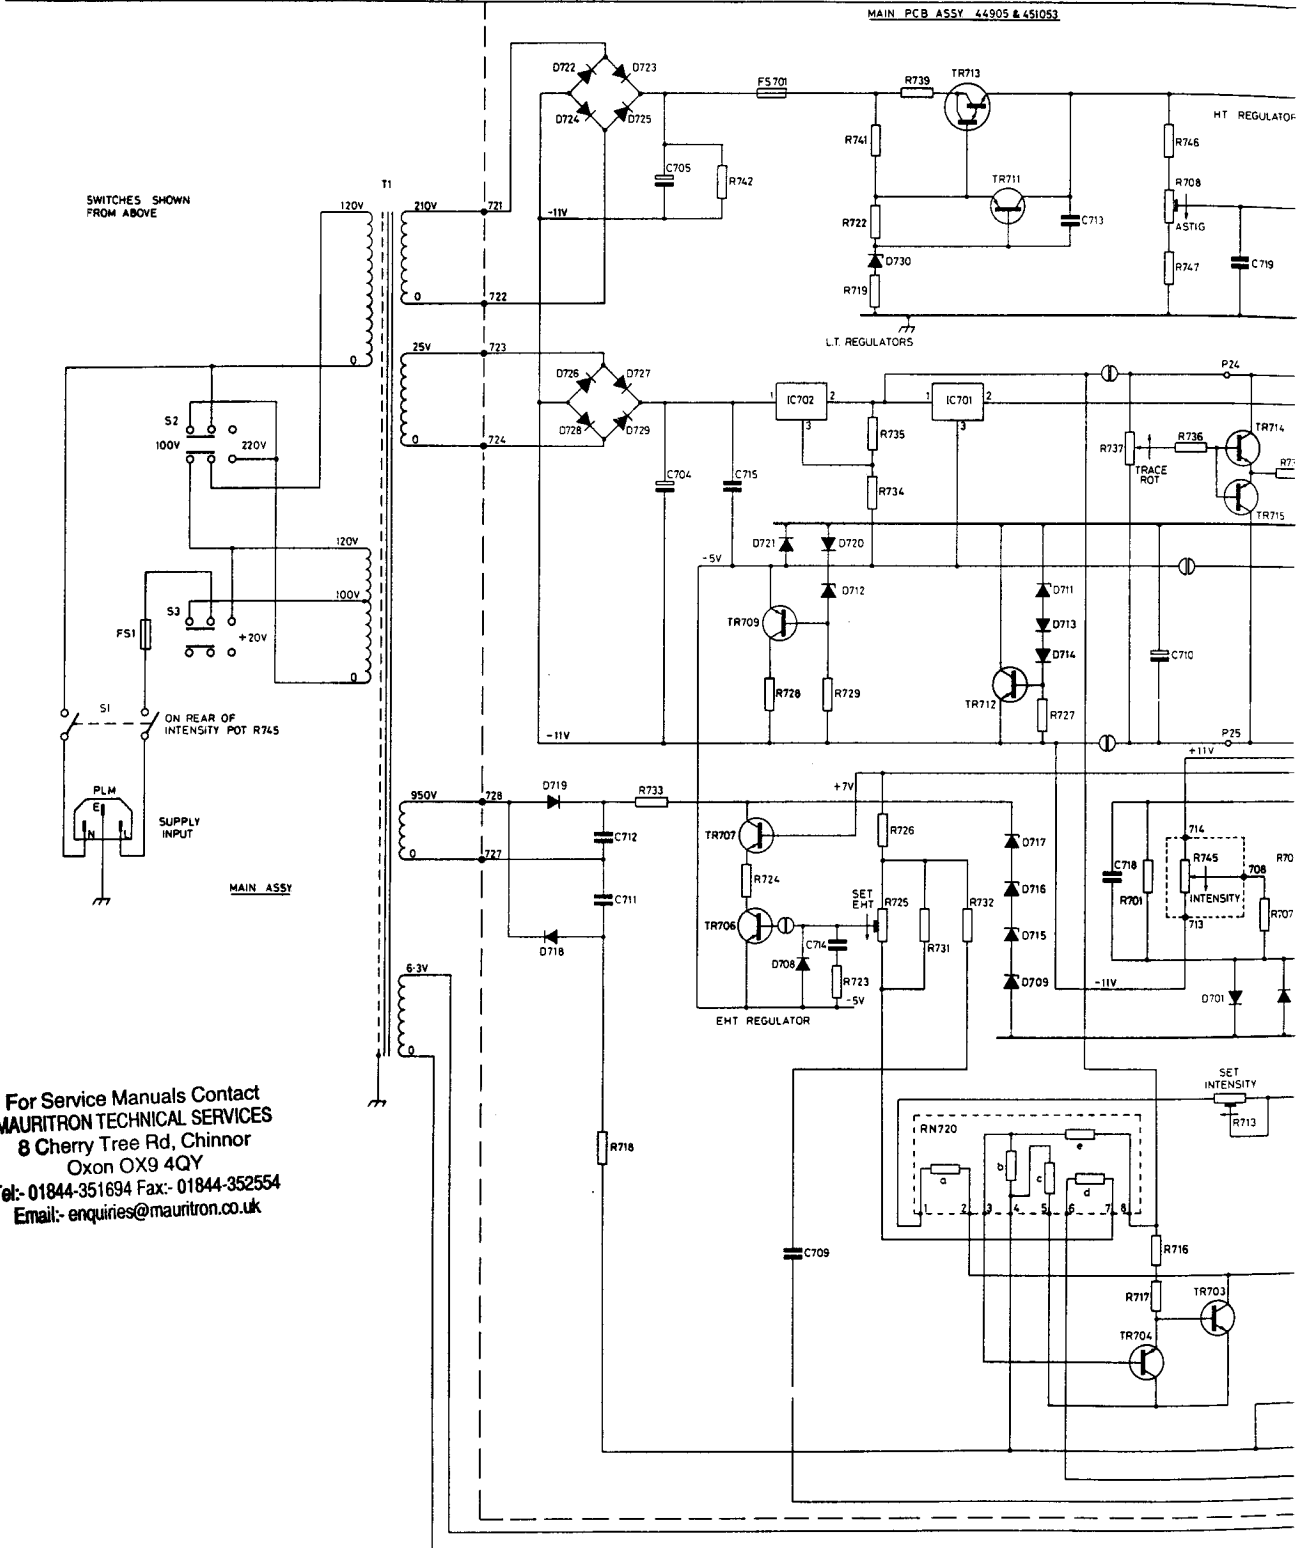 MAIN PCB ASSY 44905 & 451053
D722
D723
D724
D725
FS701
R739
TR713
HT REGULATOR
R741
R746
C705
R742
TR711
R708
ASTIG
SWITCHES SHOWN
FROM ABOVE
T1
120V
210V
721
-11V
R722
C713
D730
R747
C719
R719
0
722
L.T. REGULATORS
0
25V
723
D726
D727
D728
D729
0
724
1
IC702
2
3
1
IC701
2
3
P24
S2
100V
220V
R735
R737
R736
TR714
TRACE
ROT
C704
C715
R734
TR715
D721
D720
-5V
120V
D712
D711
100V
S3
+20V
FS1
TR709
D713
D714
C710
0
R728
R729
TR712
R727
S1
ON REAR OF
INTENSITY POT R745
-11V
P25
+11V
PLM
E
N
L
SUPPLY
INPUT
950V
728
D719
R733
+7V
C712
TR707
R726
D717
714
0
727
C718
R745
708
R701
INTENSITY
R707
713
MAIN ASSY
C711
R724
SET
EHT
R725
R732
D716
TR706
D718
C714
R731
D715
D708
R723
-5V
D709
-11V
D701
6·3V
0
EHT REGULATOR
SET
INTENSITY
R713
For Service Manuals Contact
MAURITRON TECHNICAL SERVICES
8 Cherry Tree Rd, Chinnor
Oxon OX9 4QY
Tel:- 01844-351694 Fax:- 01844-352554
Email:- enquiries@mauritron.co.uk
R718
RN720
a
b
c
d
e
1
2
3
4
5
6
7
8
C709
R716
R717
TR703
TR704